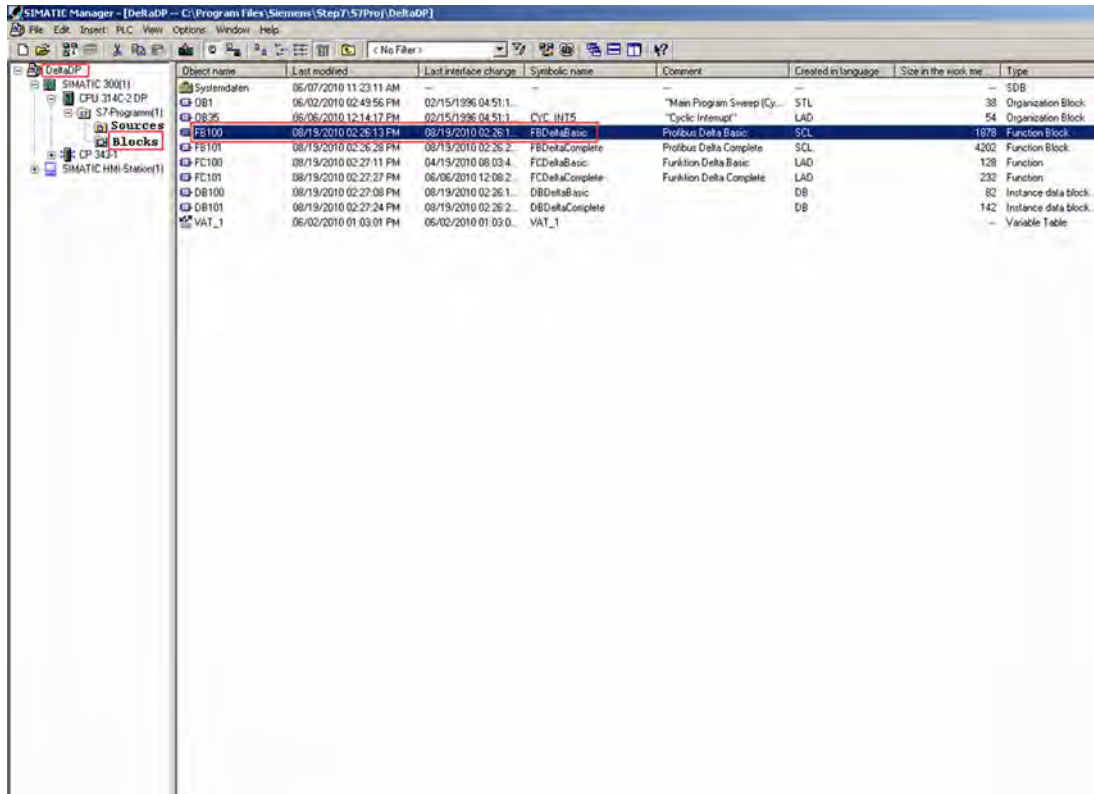 SIMATIC Manager - [DeltaDP -- C:\Program Files\Siemens\Step7\S7Proj\DeltaDP]
File Edit Insert PLC View Options Window Help
< No Filter >
DeltaDP
SIMATIC 300(1)
CPU 314C-2 DP
S7-Programm(1)
Sources
Blocks
CP 343-1
SIMATIC HMI-Station(1)
Object name Last modified Last interface change Symbolic name Comment Created in language Size in the work me... Type
Systemdaten 06/07/2010 11:23:11 AM --- --- --- --- --- SDB
OB1 06/02/2010 02:49:56 PM 02/15/1996 04:51:1... "Main Program Sweep (Cy... STL 38 Organization Block
OB35 06/06/2010 12:14:17 PM 02/15/1996 04:51:1... CYC_INT5 "Cyclic Interrupt" LAD 54 Organization Block
FB100 08/19/2010 02:26:13 PM 08/19/2010 02:26:1... FBDeltaBasic Profibus Delta Basic SCL 1878 Function Block
FB101 08/19/2010 02:26:28 PM 08/19/2010 02:26:2... FBDeltaComplete Profibus Delta Complete SCL 4202 Function Block
FC100 08/19/2010 02:27:11 PM 04/19/2010 08:03:4... FCDeltaBasic Funktion Delta Basic LAD 128 Function
FC101 08/19/2010 02:27:27 PM 06/06/2010 12:08:2... FCDeltaComplete Funktion Delta Complete LAD 232 Function
DB100 08/19/2010 02:27:08 PM 08/19/2010 02:26:1... DBDeltaBasic DB 82 Instance data block...
DB101 08/19/2010 02:27:24 PM 08/19/2010 02:26:2... DBDeltaComplete DB 142 Instance data block...
VAT_1 06/02/2010 01:03:01 PM 06/02/2010 01:03:0... VAT_1 --- Variable Table